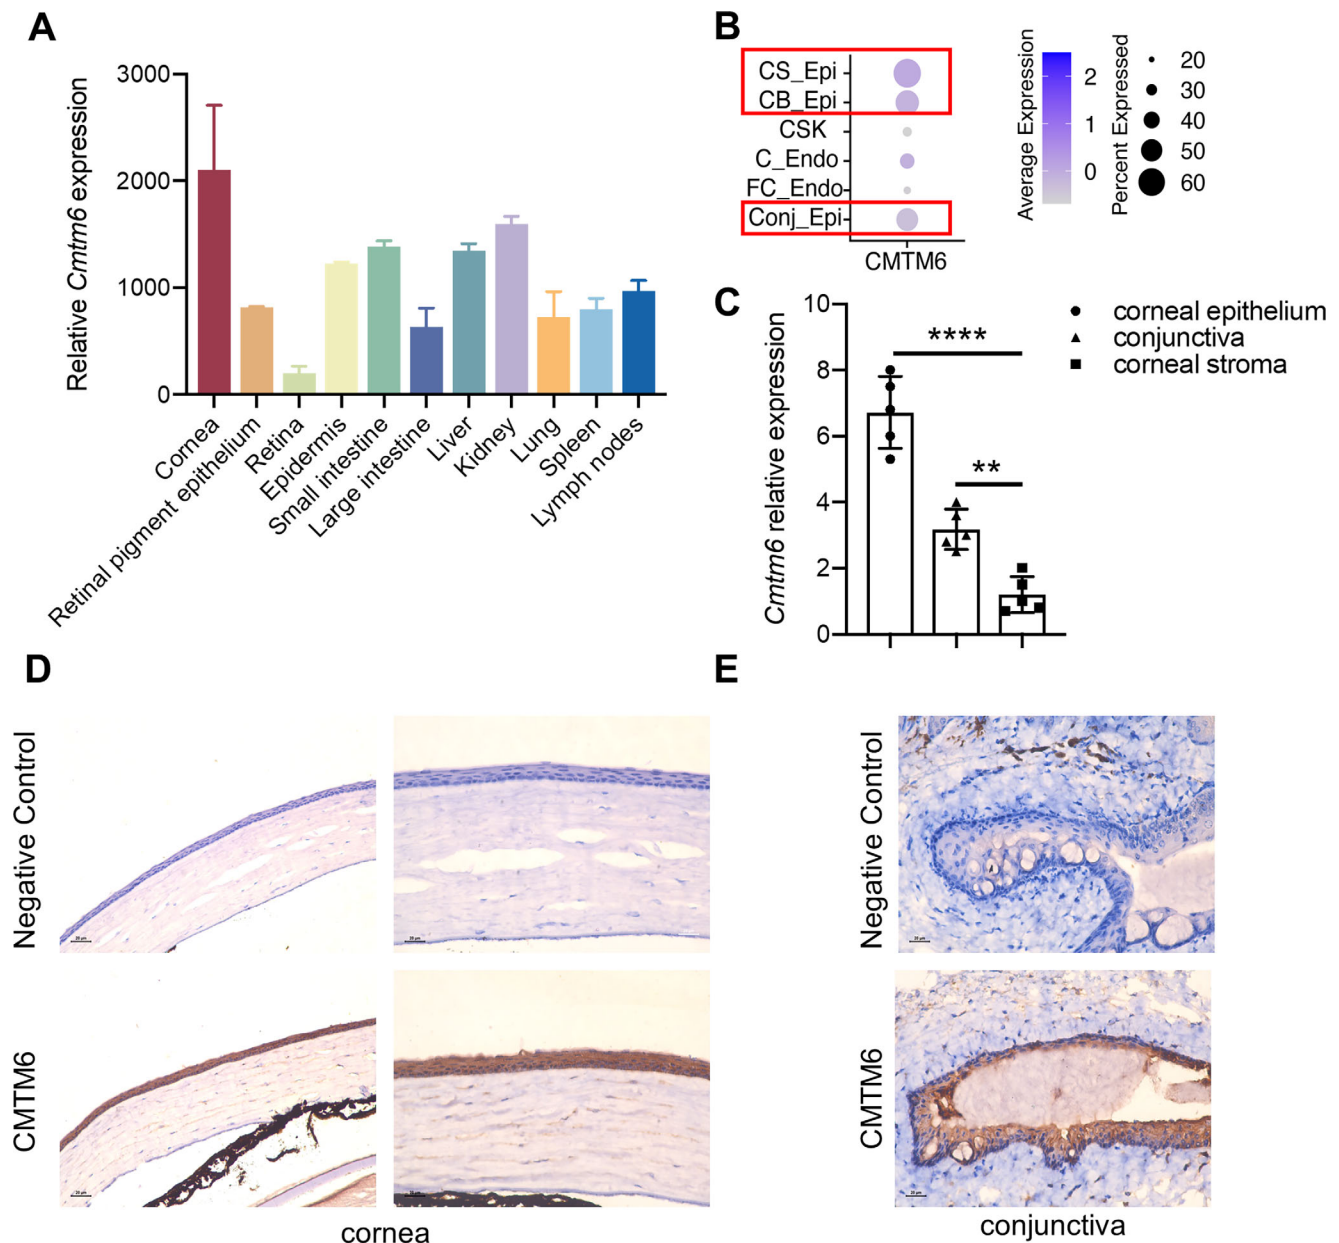 A
Relative Cmtm6 expression
3000
2000
1000
0
Cornea
Retinal pigment epithelium
Retina
Epidermis
Small intestine
Large intestine
Liver
Kidney
Lung
Spleen
Lymph nodes
B
CS_Epi
CB_Epi
CSK
C_Endo
FC_Endo
Conj_Epi
CMTM6
Average Expression
2
1
0
Percent Expressed
20
30
40
50
60
C
Cmtm6 relative expression
10
8
6
4
2
0
****
**
corneal epithelium
conjunctiva
corneal stroma
D
Negative Control
CMTM6
cornea
E
Negative Control
CMTM6
conjunctiva